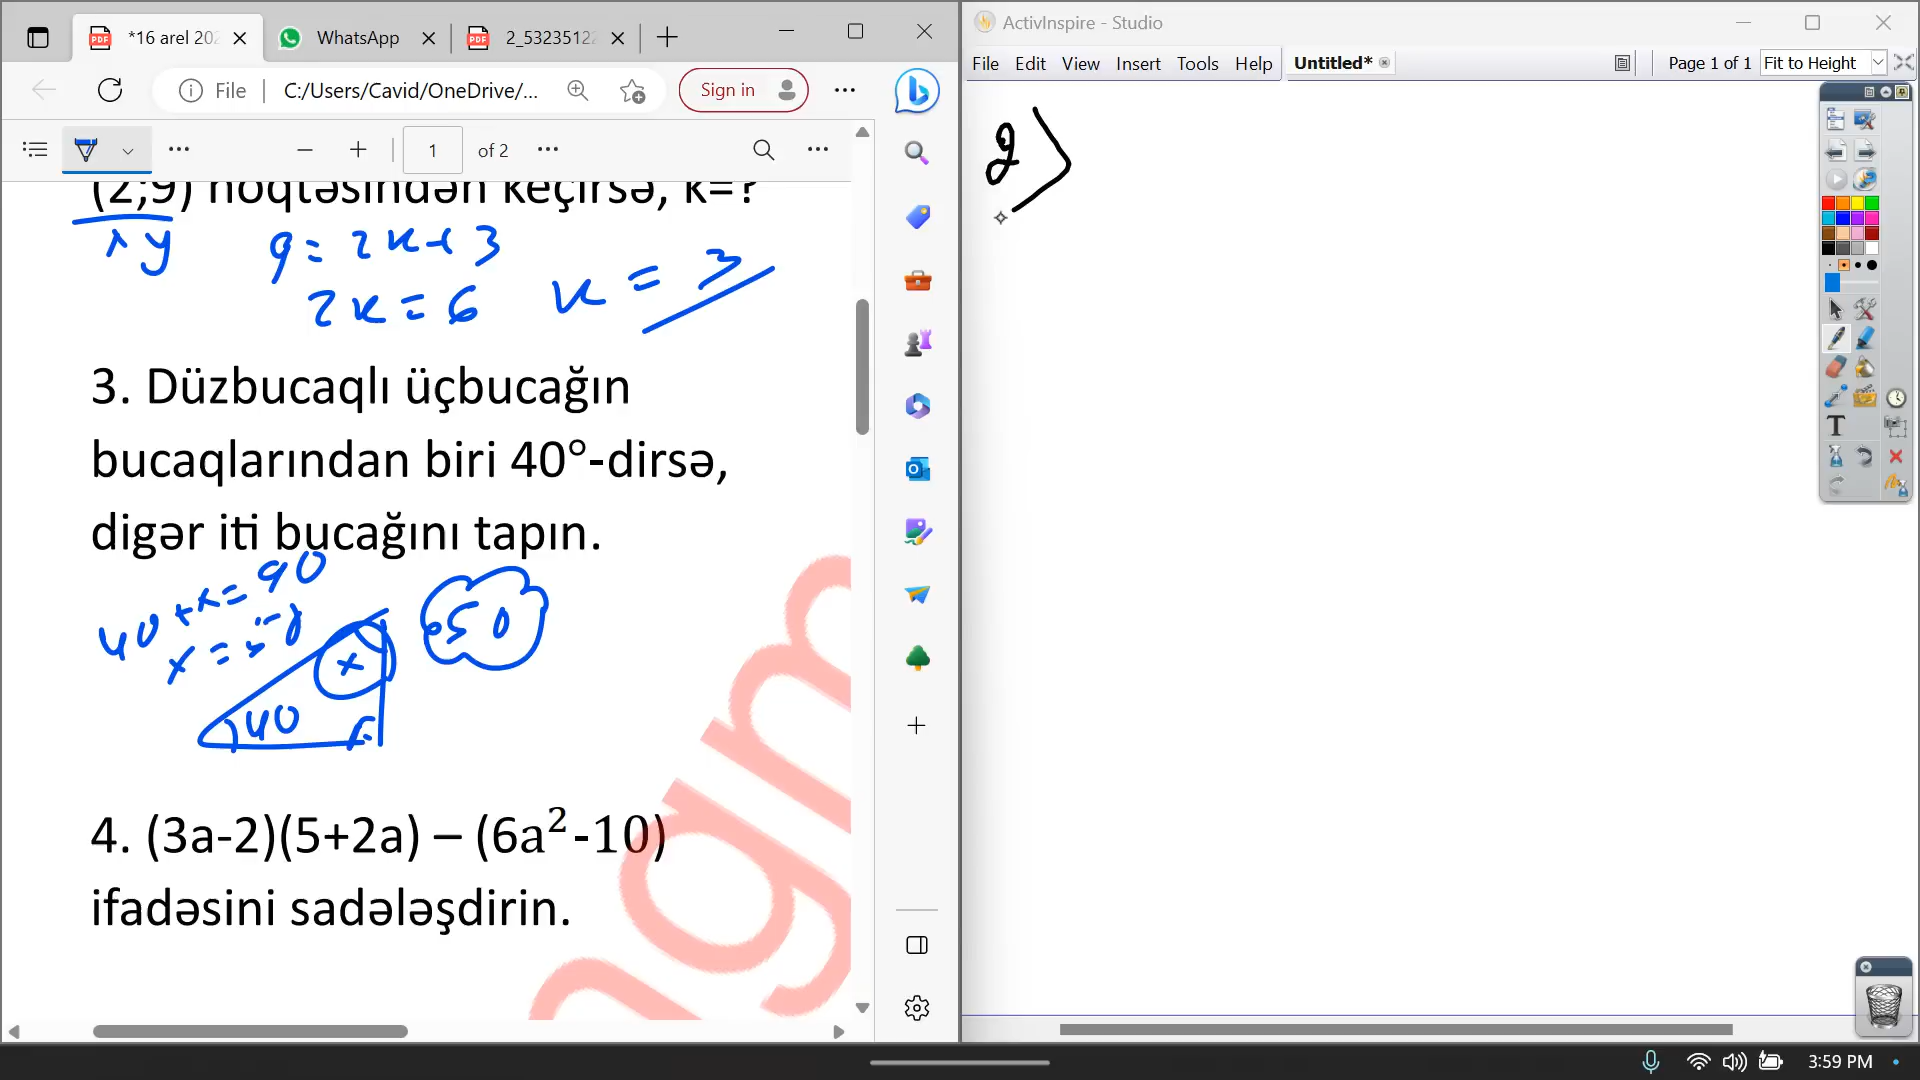 *16 arel 202
WhatsApp
2_53235122
ActivInspire - Studio
File Edit View Insert Tools Help Untitled* Page 1 of 1 Fit to Height
File C:/Users/Cavid/OneDrive/... Sign in
1 of 2
(2;9) nöqtəsindən keçirsə, k=?
x y 9 = 2k+3
2k = 6 k = 3
3. Düzbucaqlı üçbucağın
bucaqlarından biri 40°-dirsə,
digər iti bucağını tapın.
40+x=90
x = 50
50
x
40
4. (3a-2)(5+2a) – (6a²-10)
ifadəsini sadələşdirin.
2)
T
3:59 PM